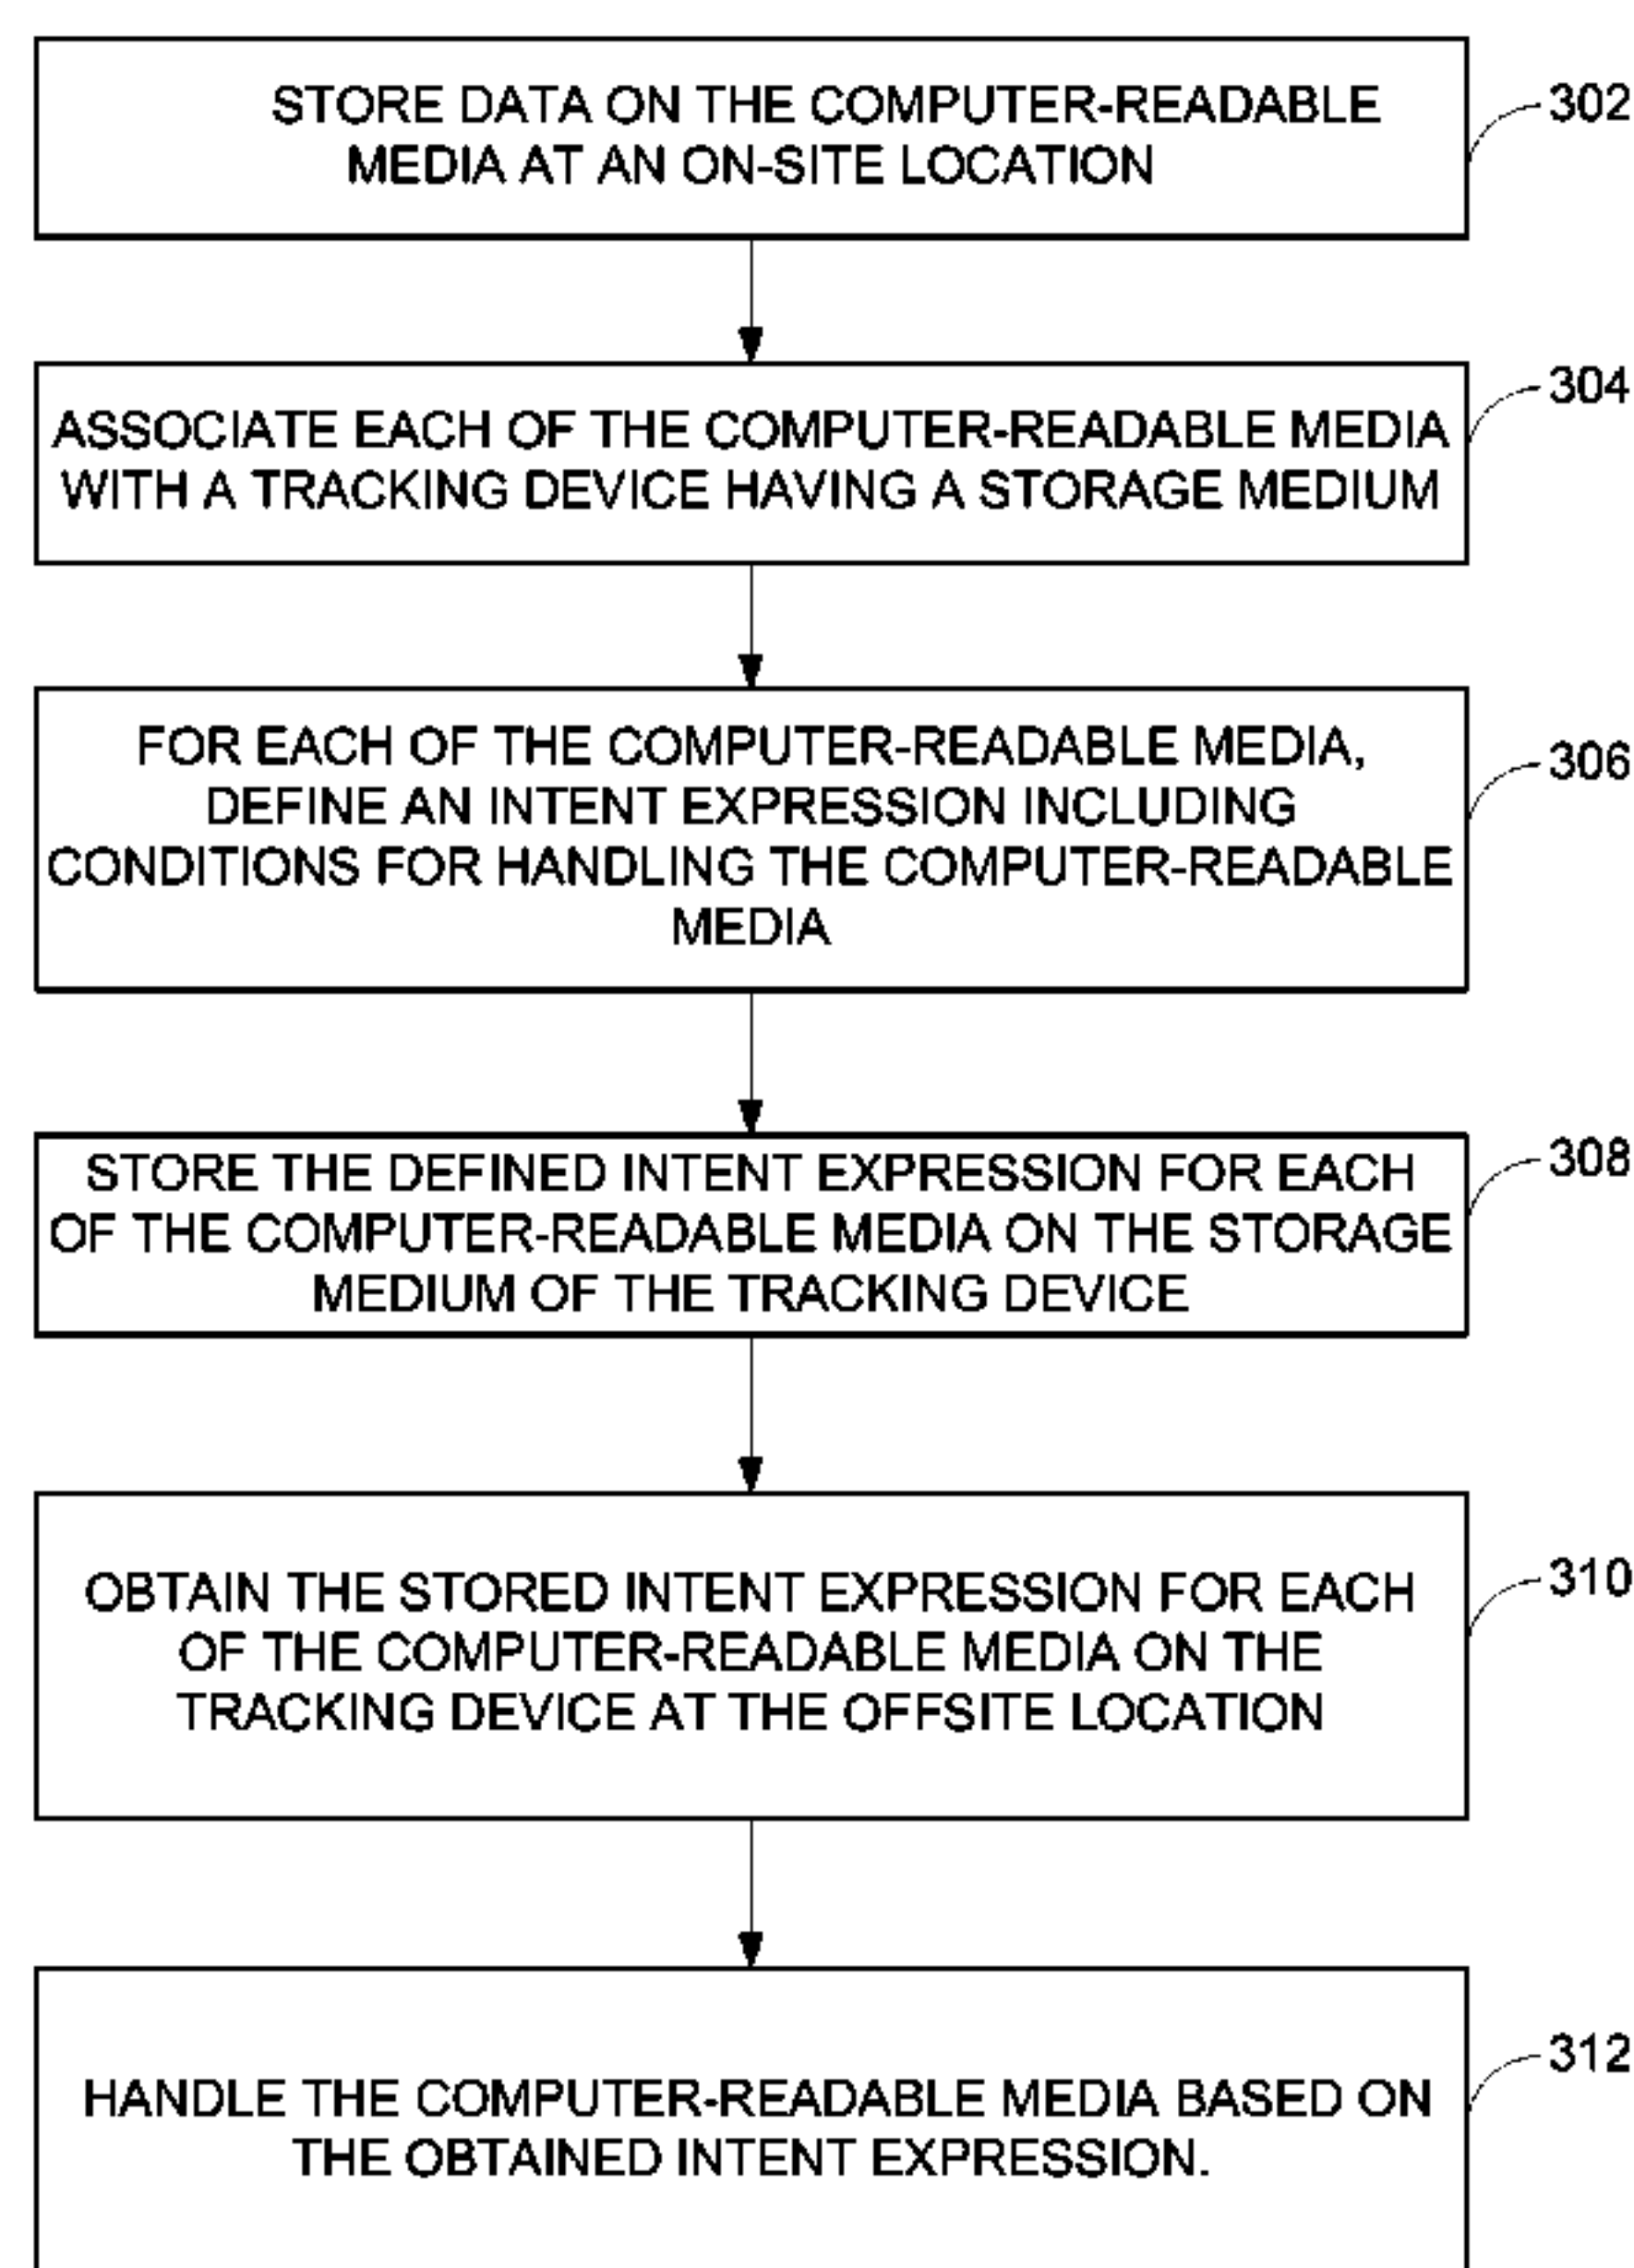 STORE DATA ON THE COMPUTER-READABLE
MEDIA AT AN ON-SITE LOCATION
302
ASSOCIATE EACH OF THE COMPUTER-READABLE MEDIA
WITH A TRACKING DEVICE HAVING A STORAGE MEDIUM
304
FOR EACH OF THE COMPUTER-READABLE MEDIA,
DEFINE AN INTENT EXPRESSION INCLUDING
CONDITIONS FOR HANDLING THE COMPUTER-READABLE
MEDIA
306
STORE THE DEFINED INTENT EXPRESSION FOR EACH
OF THE COMPUTER-READABLE MEDIA ON THE STORAGE
MEDIUM OF THE TRACKING DEVICE
308
OBTAIN THE STORED INTENT EXPRESSION FOR EACH
OF THE COMPUTER-READABLE MEDIA ON THE
TRACKING DEVICE AT THE OFFSITE LOCATION
310
HANDLE THE COMPUTER-READABLE MEDIA BASED ON
THE OBTAINED INTENT EXPRESSION.
312